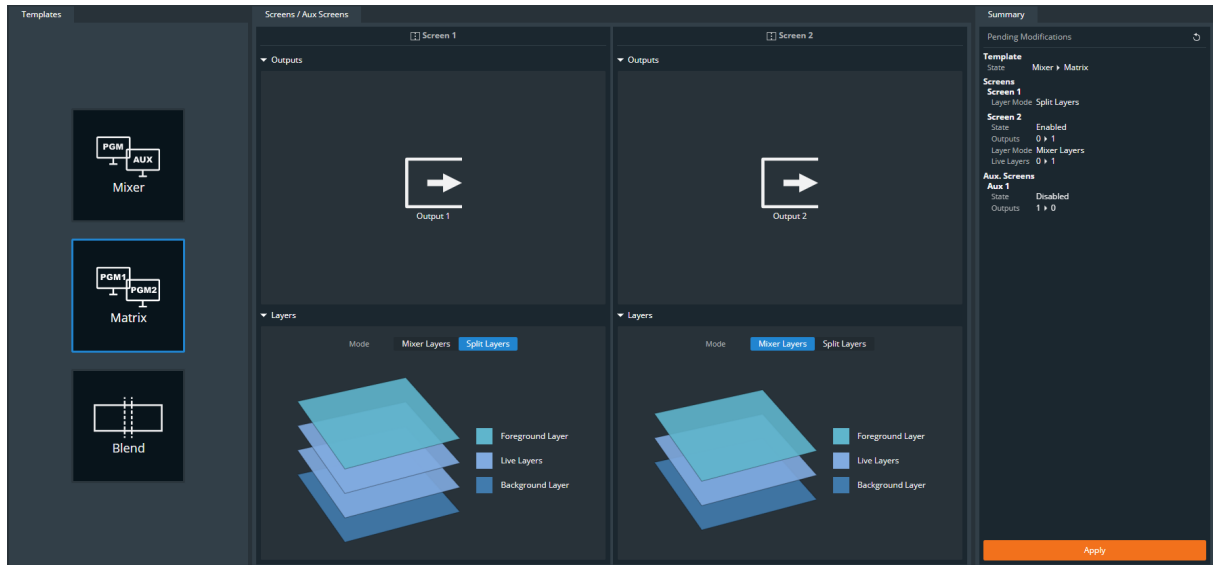 Templates
PGM
AUX
Mixer
PGM1
PGM2
Matrix
Blend
Screens / Aux Screens
Screen 1
Outputs
Output 1
Layers
Mode Mixer Layers Split Layers
Foreground Layer
Live Layers
Background Layer
Screen 2
Outputs
Output 2
Layers
Mode Mixer Layers Split Layers
Foreground Layer
Live Layers
Background Layer
Summary
Pending Modifications
Template
State Mixer ▸ Matrix
Screens
Screen 1
Layer Mode Split Layers
Screen 2
State Enabled
Outputs 0 ▸ 1
Layer Mode Mixer Layers
Live Layers 0 ▸ 1
Aux. Screens
Aux 1
State Disabled
Outputs 1 ▸ 0
Apply